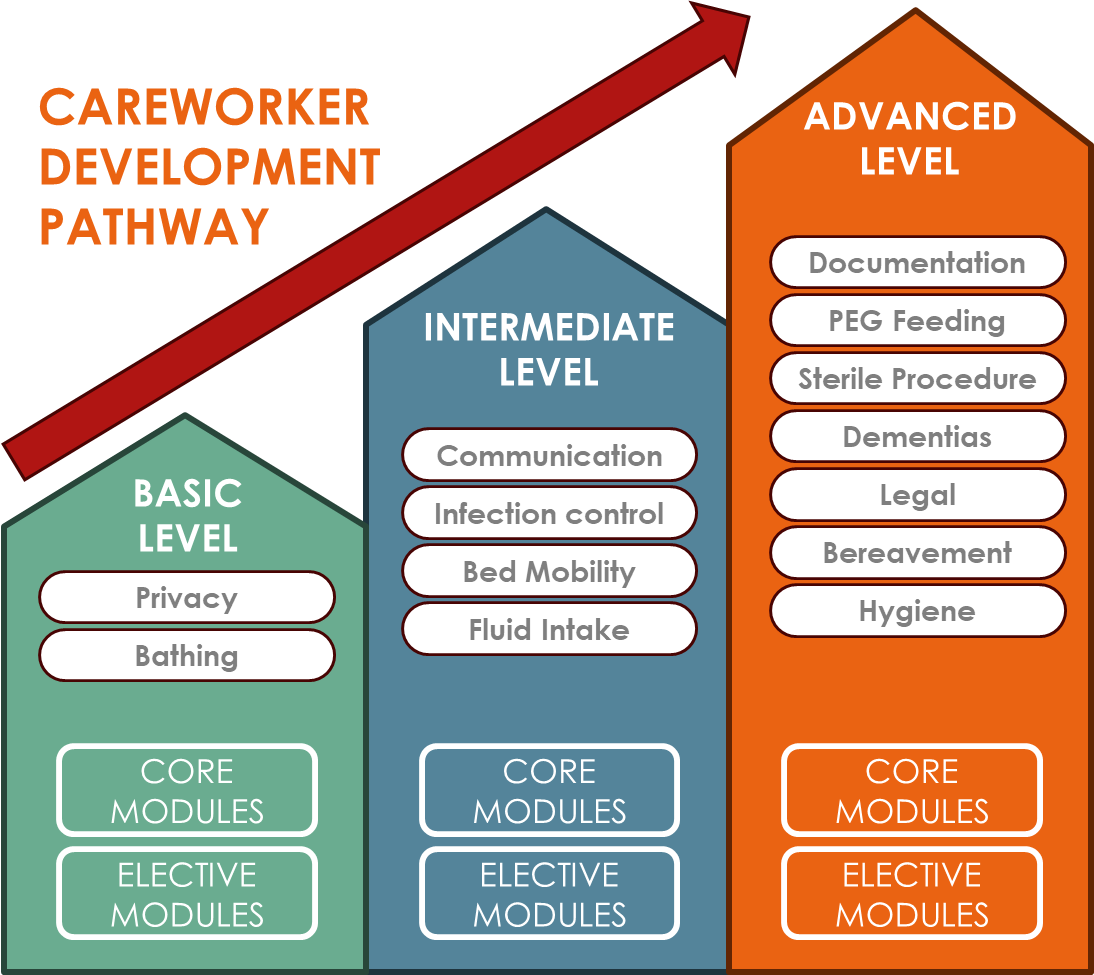 CAREWORKER
DEVELOPMENT
PATHWAY
BASIC
LEVEL
Privacy
Bathing
CORE
MODULES
ELECTIVE
MODULES
INTERMEDIATE
LEVEL
Communication
Infection control
Bed Mobility
Fluid Intake
CORE
MODULES
ELECTIVE
MODULES
ADVANCED
LEVEL
Documentation
PEG Feeding
Sterile Procedure
Dementias
Legal
Bereavement
Hygiene
CORE
MODULES
ELECTIVE
MODULES